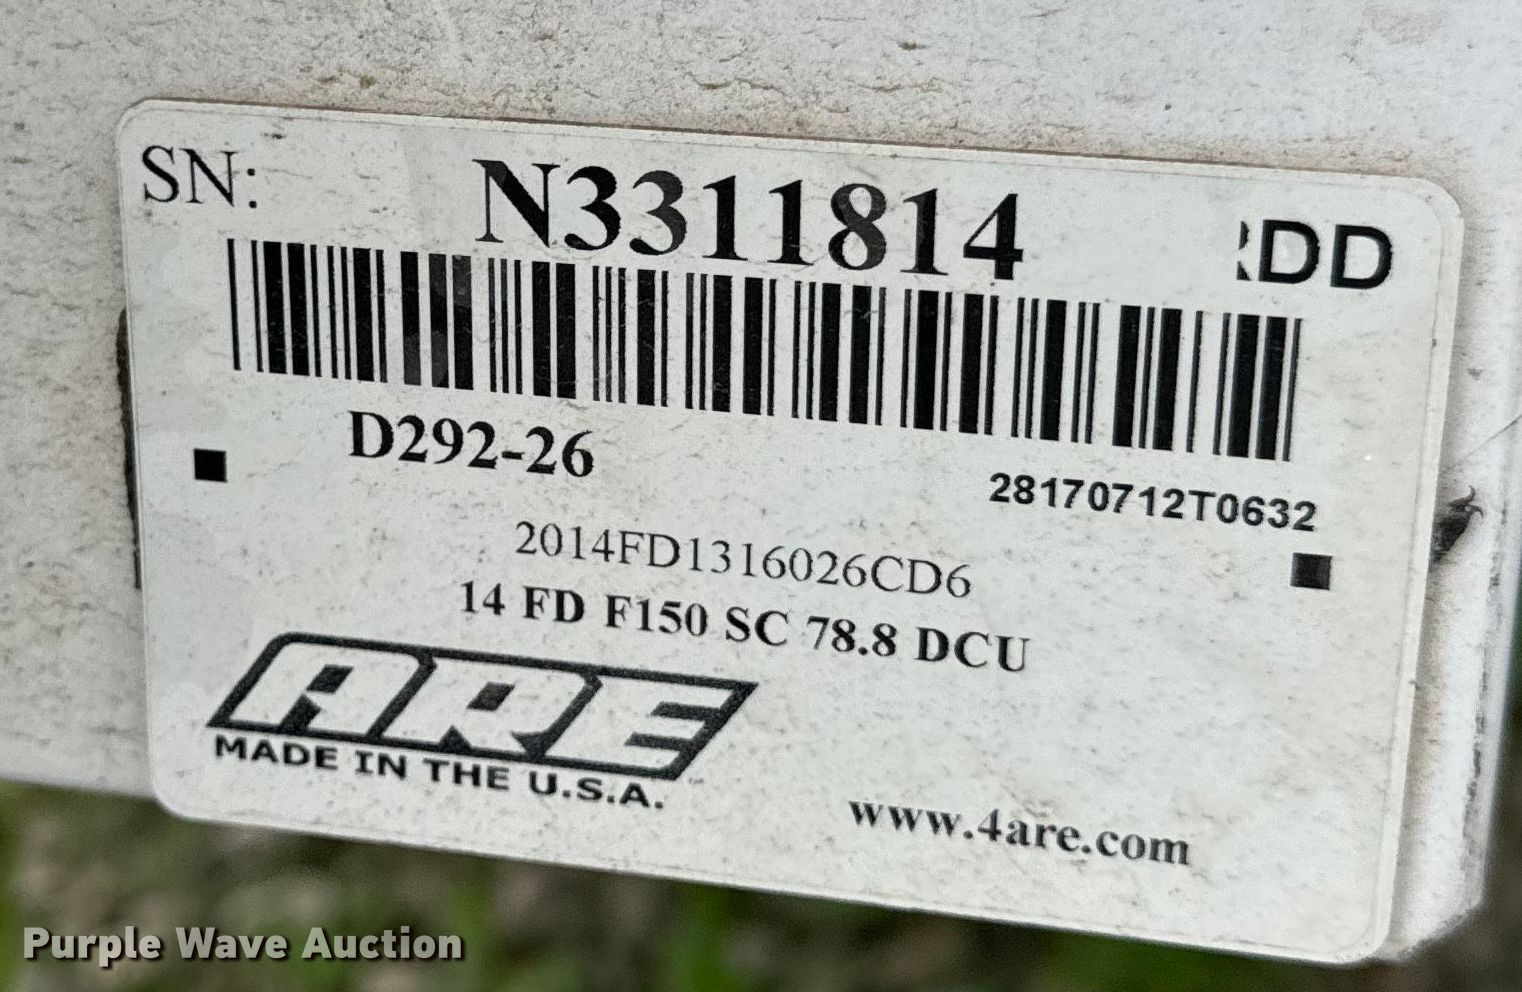 SN: N3311814 RDD
D292-26
28170712T0632
2014FD1316026CD6
14 FD F150 SC 78.8 DCU
ARE
MADE IN THE U.S.A.
www.4are.com
Purple Wave Auction